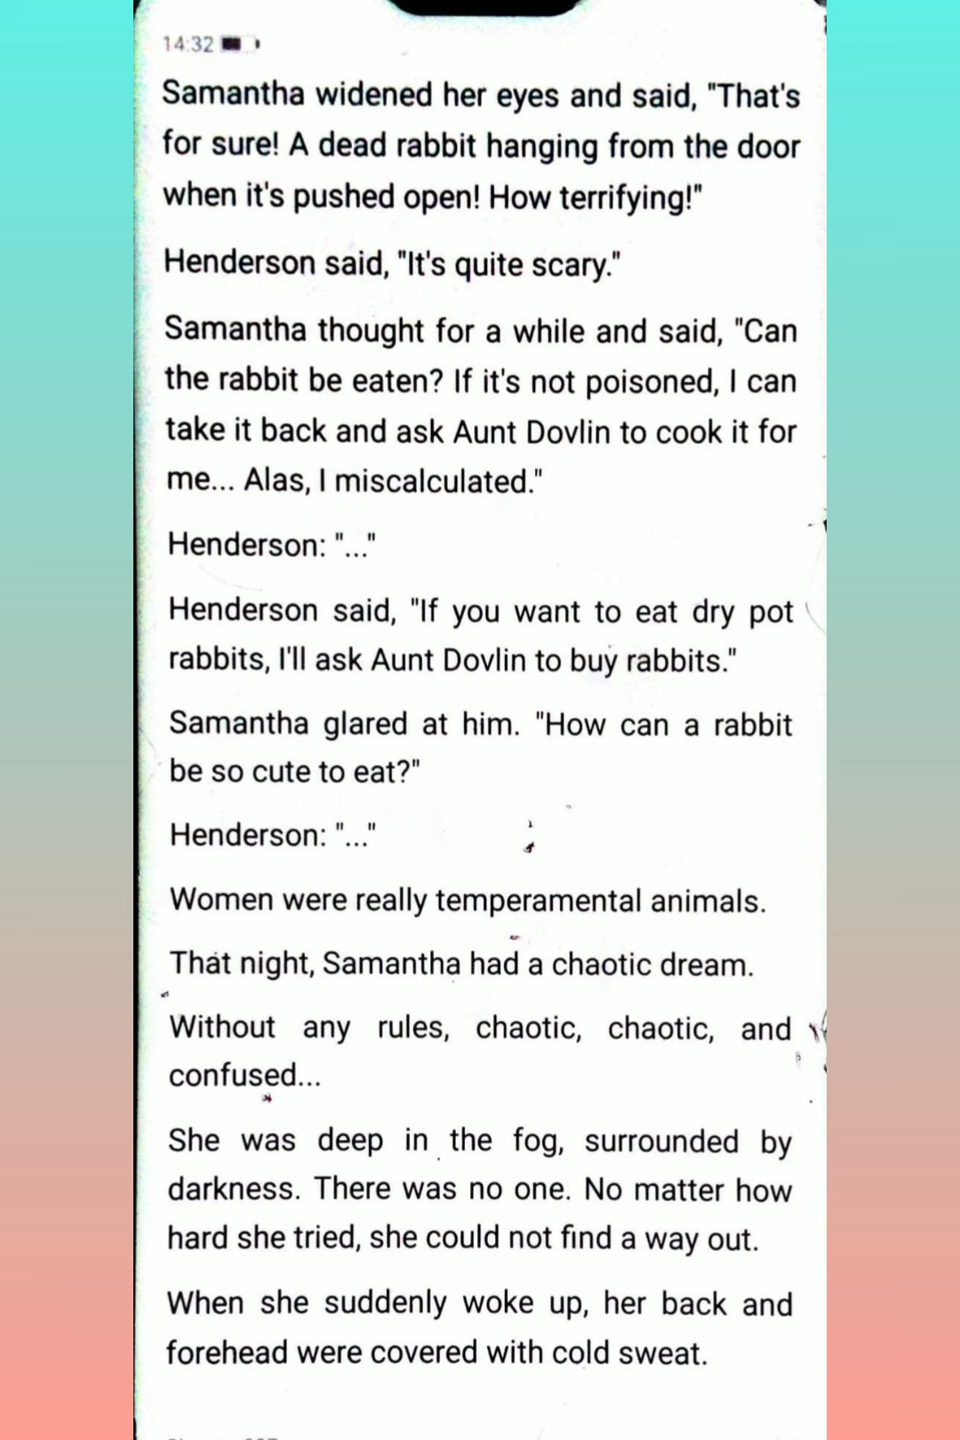 14:32
Samantha widened her eyes and said, "That's
for sure! A dead rabbit hanging from the door
when it's pushed open! How terrifying!"
Henderson said, "It's quite scary."
Samantha thought for a while and said, "Can
the rabbit be eaten? If it's not poisoned, I can
take it back and ask Aunt Dovlin to cook it for
me... Alas, I miscalculated."
Henderson: "..."
Henderson said, "If you want to eat dry pot
rabbits, I'll ask Aunt Dovlin to buy rabbits."
Samantha glared at him. "How can a rabbit
be so cute to eat?"
Henderson: "..."
Women were really temperamental animals.
That night, Samantha had a chaotic dream.
Without any rules, chaotic, chaotic, and
confused...
She was deep in the fog, surrounded by
darkness. There was no one. No matter how
hard she tried, she could not find a way out.
When she suddenly woke up, her back and
forehead were covered with cold sweat.